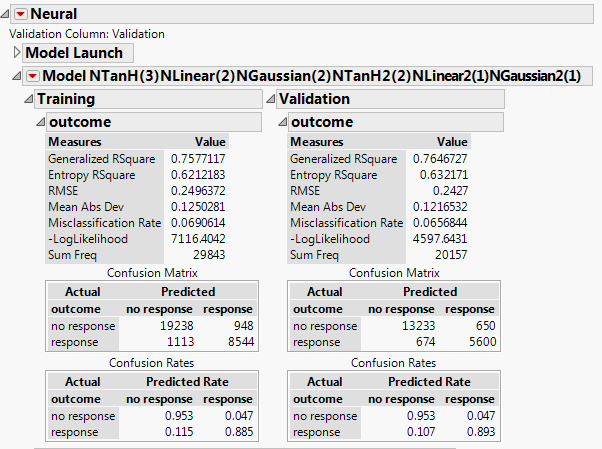 Neural
Validation Column: Validation
Model Launch
Model NTanH(3)NLinear(2)NGaussian(2)NTanH2(2)NLinear2(1)NGaussian2(1)
Training
outcome
Measures Value
Generalized RSquare 0.7577117
Entropy RSquare 0.6212183
RMSE 0.2496372
Mean Abs Dev 0.1250281
Misclassification Rate 0.0690614
-LogLikelihood 7116.4042
Sum Freq 29843
Confusion Matrix
Actual Predicted
outcome no response response
no response 19238 948
response 1113 8544
Confusion Rates
Actual Predicted Rate
outcome no response response
no response 0.953 0.047
response 0.115 0.885
Validation
outcome
Measures Value
Generalized RSquare 0.7646727
Entropy RSquare 0.632171
RMSE 0.2427
Mean Abs Dev 0.1216532
Misclassification Rate 0.0656844
-LogLikelihood 4597.6431
Sum Freq 20157
Confusion Matrix
Actual Predicted
outcome no response response
no response 13233 650
response 674 5600
Confusion Rates
Actual Predicted Rate
outcome no response response
no response 0.953 0.047
response 0.107 0.893